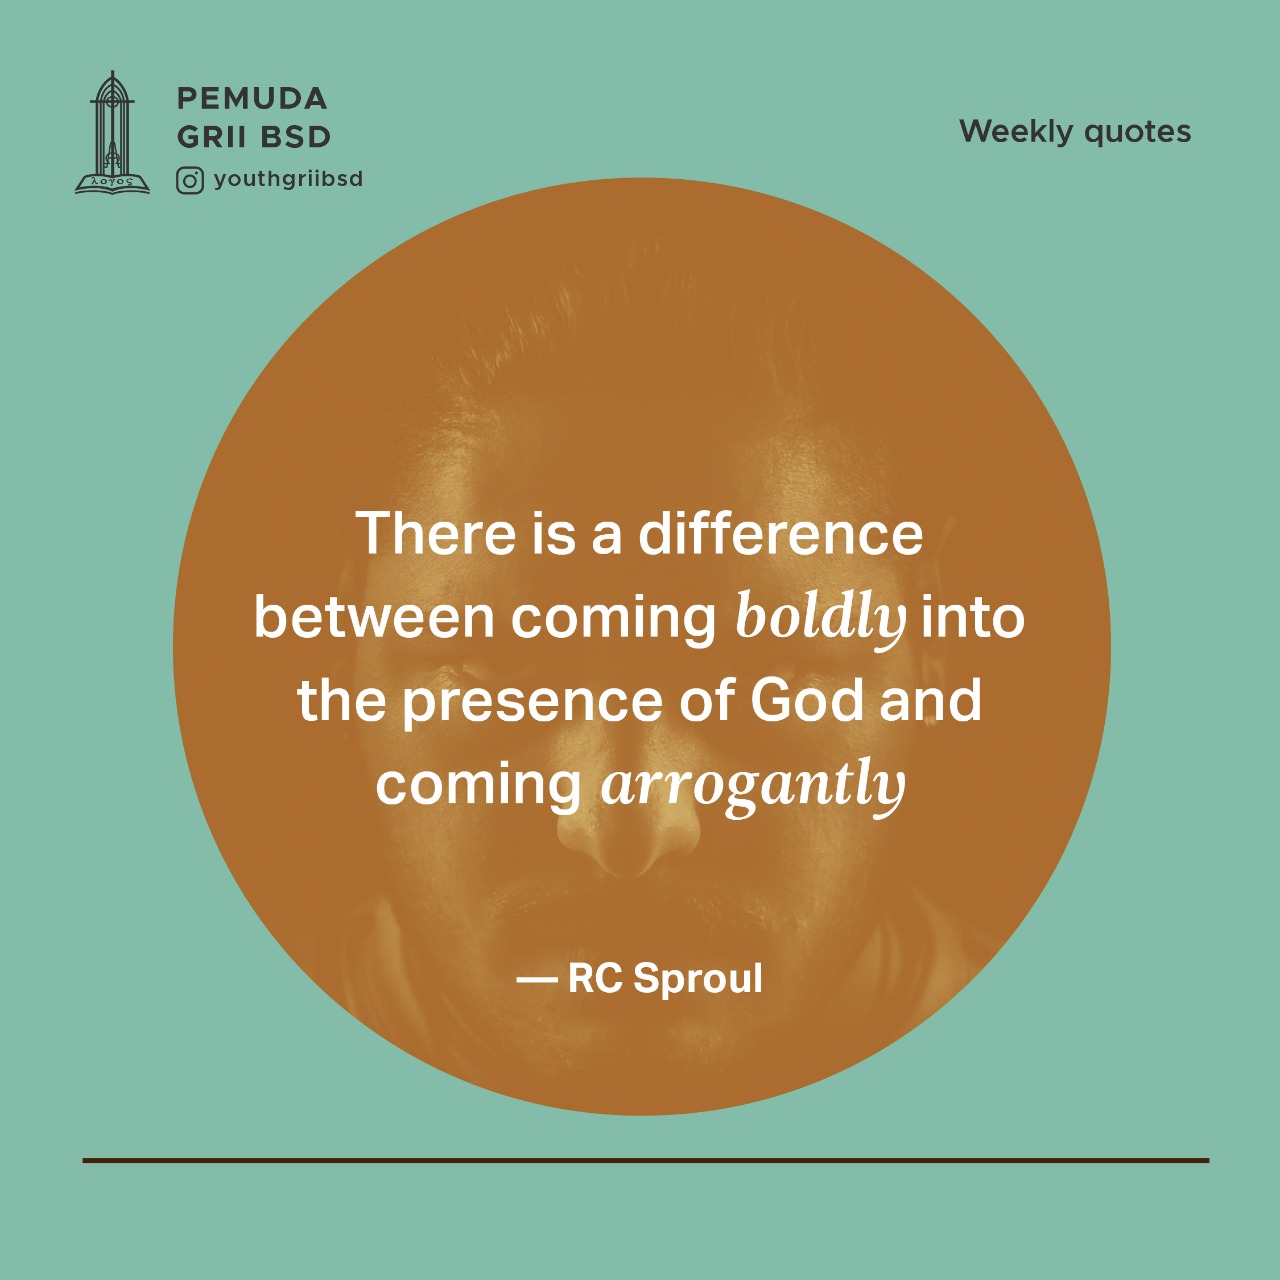 PEMUDA
GRII BSD
youthgriibsd
λογος
Weekly quotes
There is a difference
between coming boldly into
the presence of God and
coming arrogantly
— RC Sproul